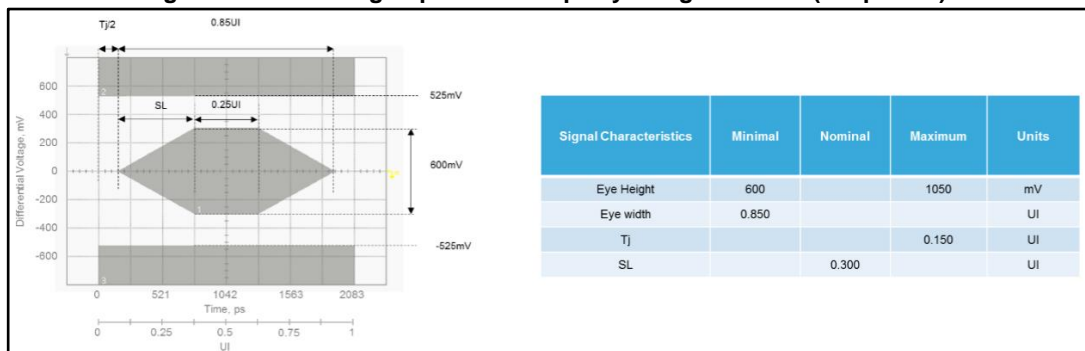 Tj/2
0.85UI
SL
0.25UI
525mV
600mV
-525mV
Differential Voltage, mV
600
400
200
0
-200
-400
-600
2
1
3
0
521
1042
1563
2083
Time, ps
0
0.25
0.5
0.75
1
UI
Signal Characteristics Minimal Nominal Maximum Units
Eye Height 600 1050 mV
Eye width 0.850 UI
Tj 0.150 UI
SL 0.300 UI